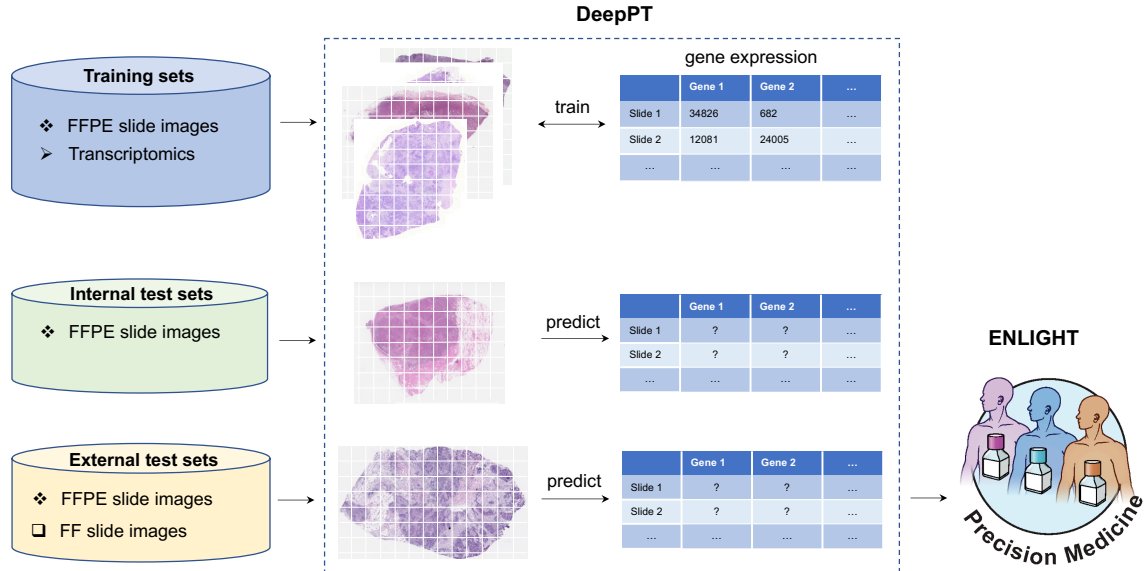 DeepPT
Training sets
❖ FFPE slide images
➢ Transcriptomics
train
gene expression
Gene 1 Gene 2 ...
Slide 1 34826 682 ...
Slide 2 12081 24005 ...
... ... ...
Internal test sets
❖ FFPE slide images
predict
Gene 1 Gene 2 ...
Slide 1 ? ? ...
Slide 2 ? ? ...
... ... ...
External test sets
❖ FFPE slide images
❑ FF slide images
predict
Gene 1 Gene 2 ...
Slide 1 ? ? ...
Slide 2 ? ? ...
... ... ...
ENLIGHT
Precision Medicine